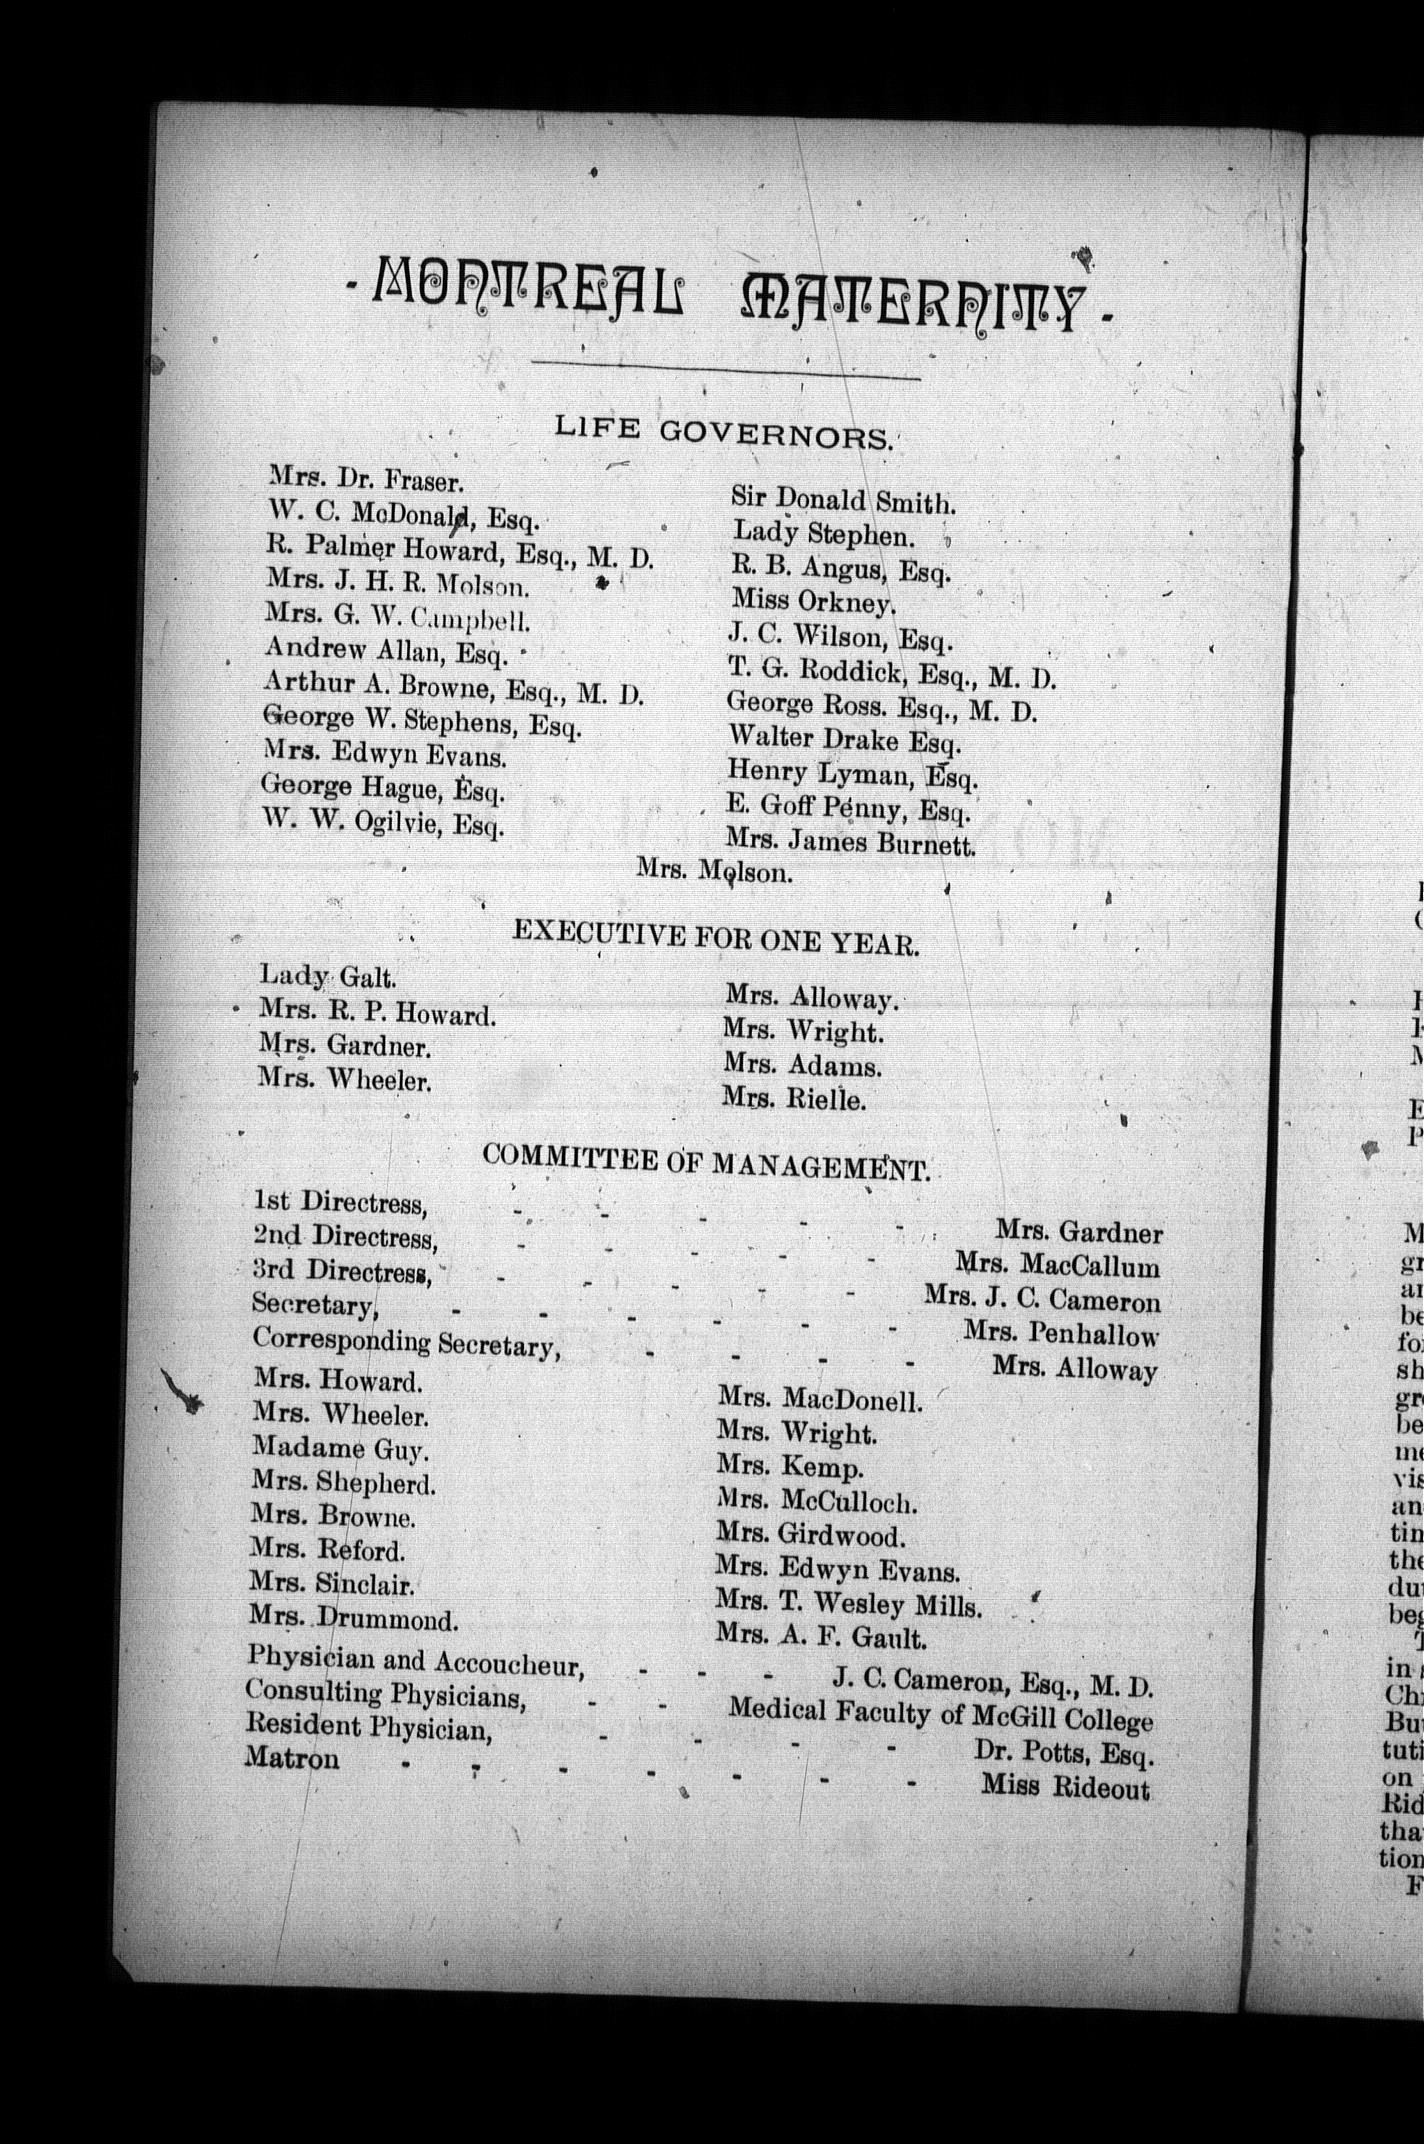 - MONTREAL MATERNITY -
LIFE GOVERNORS.
Mrs. Dr. Fraser.
W. C. McDonald, Esq.
R. Palmer Howard, Esq., M. D.
Mrs. J. H. R. Molson.
Mrs. G. W. Campbell.
Andrew Allan, Esq.
Arthur A. Browne, Esq., M. D.
George W. Stephens, Esq.
Mrs. Edwyn Evans.
George Hague, Esq.
W. W. Ogilvie, Esq.
Sir Donald Smith.
Lady Stephen.
R. B. Angus, Esq.
Miss Orkney.
J. C. Wilson, Esq.
T. G. Roddick, Esq., M. D.
George Ross. Esq., M. D.
Walter Drake Esq.
Henry Lyman, Esq.
E. Goff Penny, Esq.
Mrs. James Burnett.
Mrs. Molson.
EXECUTIVE FOR ONE YEAR.
Lady Galt.
Mrs. R. P. Howard.
Mrs. Gardner.
Mrs. Wheeler.
Mrs. Alloway.
Mrs. Wright.
Mrs. Adams.
Mrs. Rielle.
COMMITTEE OF MANAGEMENT.
1st Directress, - - - - - Mrs. Gardner
2nd Directress, - - - - - Mrs. MacCallum
3rd Directress, - - - - - Mrs. J. C. Cameron
Secretary, - - - - - - Mrs. Penhallow
Corresponding Secretary, - - - - Mrs. Alloway
Mrs. Howard.
Mrs. Wheeler.
Madame Guy.
Mrs. Shepherd.
Mrs. Browne.
Mrs. Reford.
Mrs. Sinclair.
Mrs. Drummond.
Mrs. MacDonell.
Mrs. Wright.
Mrs. Kemp.
Mrs. McCulloch.
Mrs. Girdwood.
Mrs. Edwyn Evans.
Mrs. T. Wesley Mills.
Mrs. A. F. Gault.
Physician and Accoucheur, - - - J. C. Cameron, Esq., M. D.
Consulting Physicians, - - Medical Faculty of McGill College
Resident Physician, - - - - Dr. Potts, Esq.
Matron - - - - - - - Miss Rideout